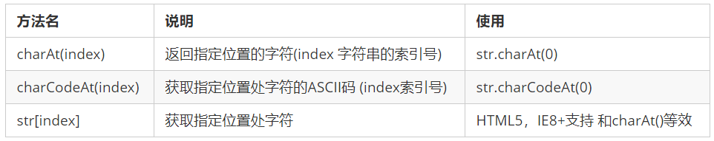 方法名 说明 使用
charAt(index) 返回指定位置的字符(index 字符串的索引号) str.charAt(0)
charCodeAt(index) 获取指定位置处字符的ASCII码 (index索引号) str.charCodeAt(0)
str[index] 获取指定位置处字符 HTML5，IE8+支持 和charAt()等效